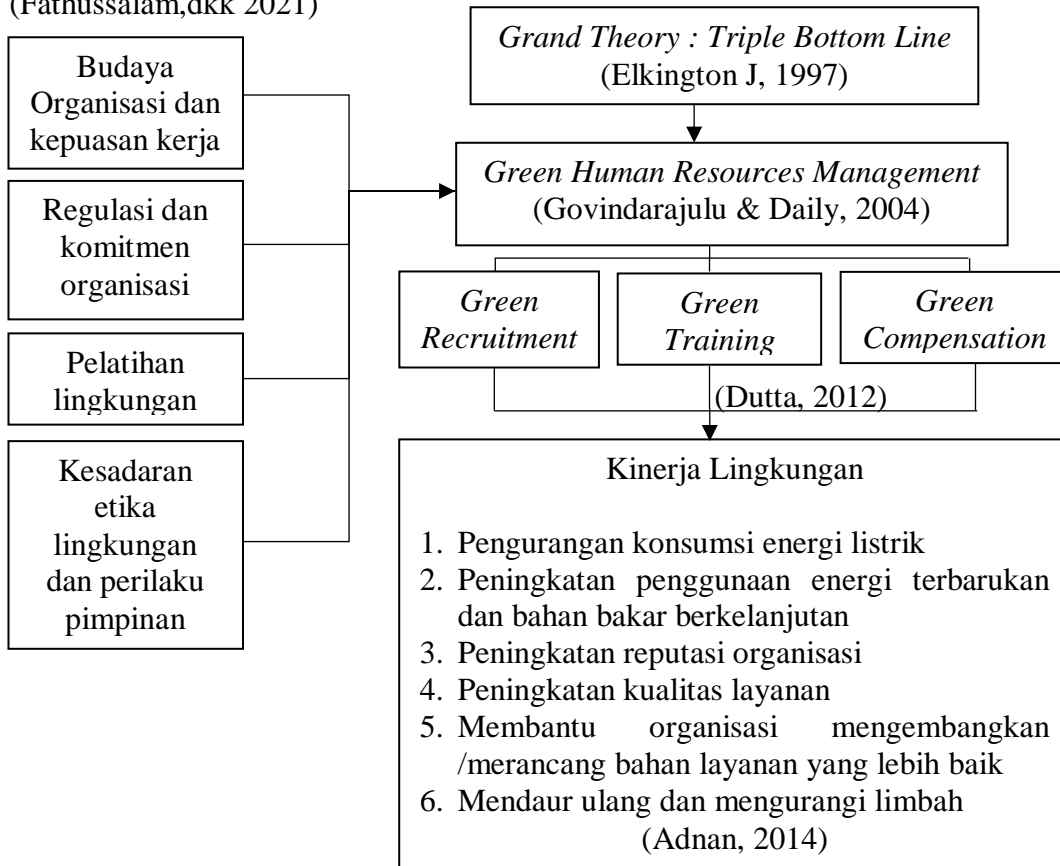 (Fathussalam,dkk 2021)
Budaya
Organisasi dan
kepuasan kerja
Regulasi dan
komitmen
organisasi
Pelatihan
lingkungan
Kesadaran
etika
lingkungan
dan perilaku
pimpinan
Grand Theory : Triple Bottom Line
(Elkington J, 1997)
Green Human Resources Management
(Govindarajulu & Daily, 2004)
Green
Recruitment
Green
Training
Green
Compensation
(Dutta, 2012)
Kinerja Lingkungan
1. Pengurangan konsumsi energi listrik
2. Peningkatan penggunaan energi terbarukan
dan bahan bakar berkelanjutan
3. Peningkatan reputasi organisasi
4. Peningkatan kualitas layanan
5. Membantu organisasi mengembangkan
/merancang bahan layanan yang lebih baik
6. Mendaur ulang dan mengurangi limbah
(Adnan, 2014)